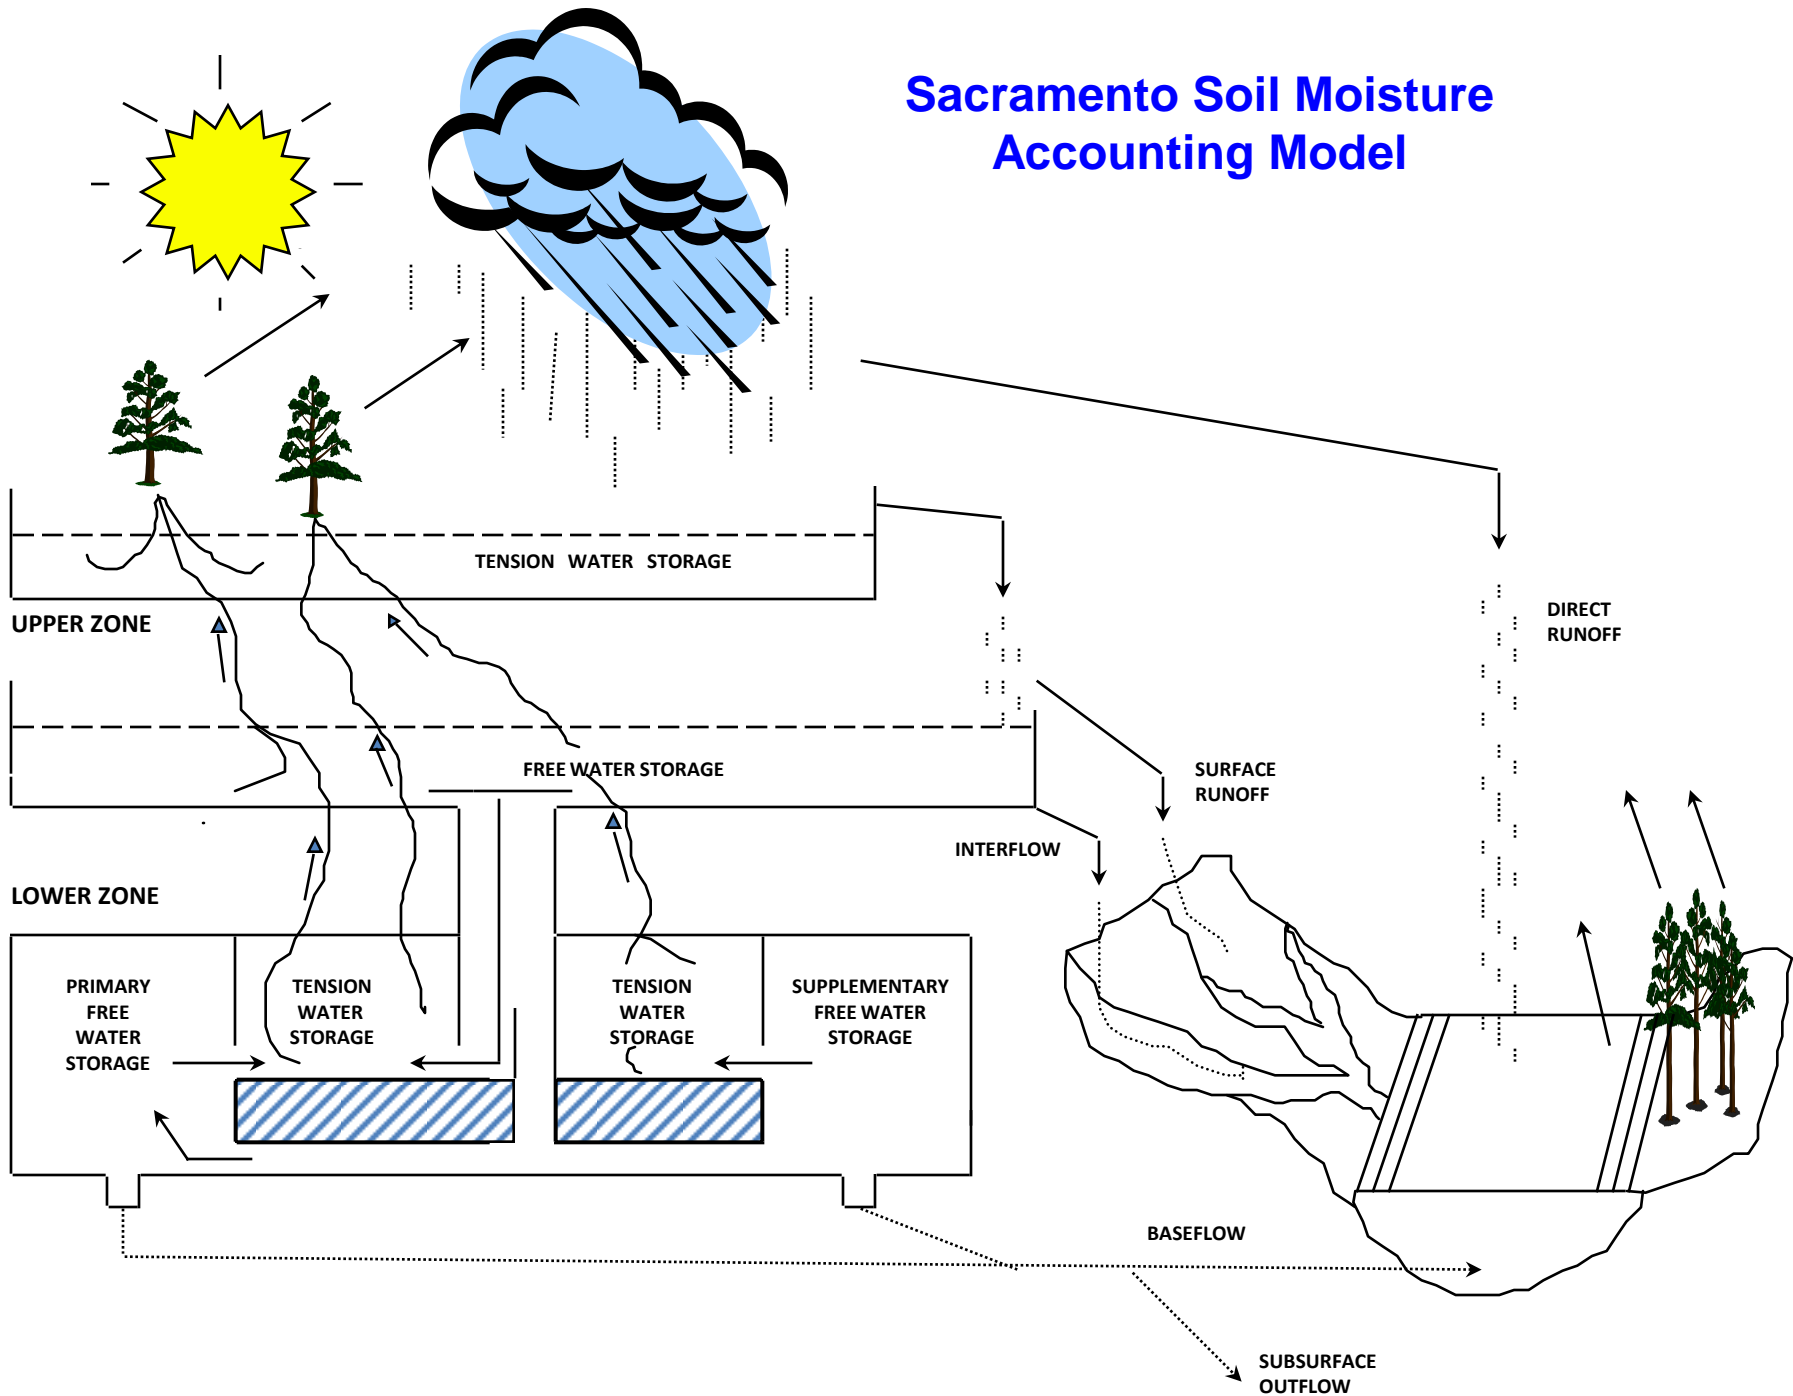 Sacramento Soil Moisture
Accounting Model
TENSION WATER STORAGE
UPPER ZONE
DIRECT
RUNOFF
FREE WATER STORAGE
SURFACE
RUNOFF
INTERFLOW
LOWER ZONE
PRIMARY
FREE
WATER
STORAGE
TENSION
WATER
STORAGE
TENSION
WATER
STORAGE
SUPPLEMENTARY
FREE WATER
STORAGE
BASEFLOW
SUBSURFACE
OUTFLOW